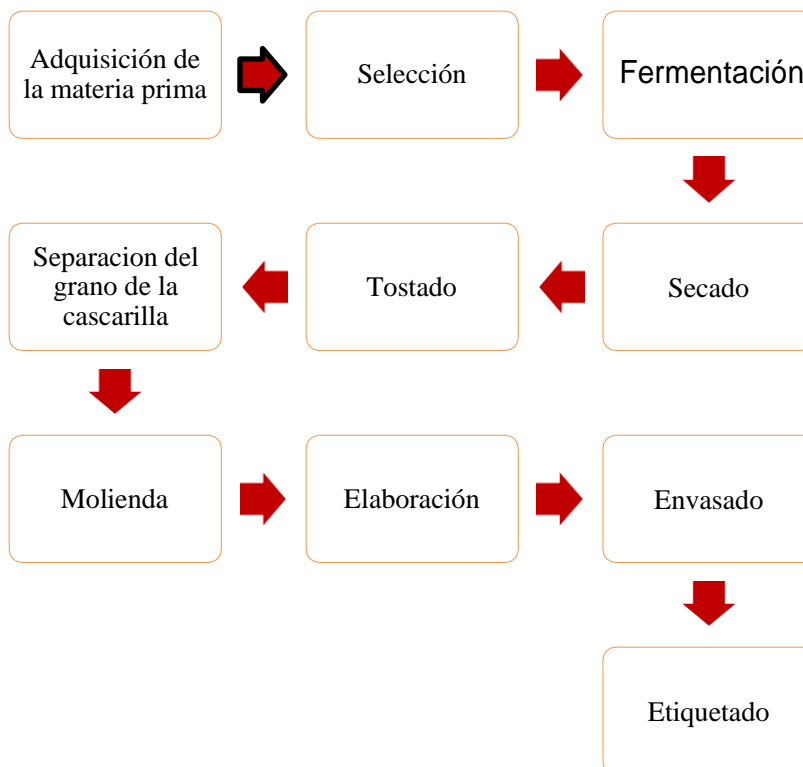 Adquisición de
la materia prima
Selección
Fermentación
Secado
Tostado
Separacion del
grano de la
cascarilla
Molienda
Elaboración
Envasado
Etiquetado